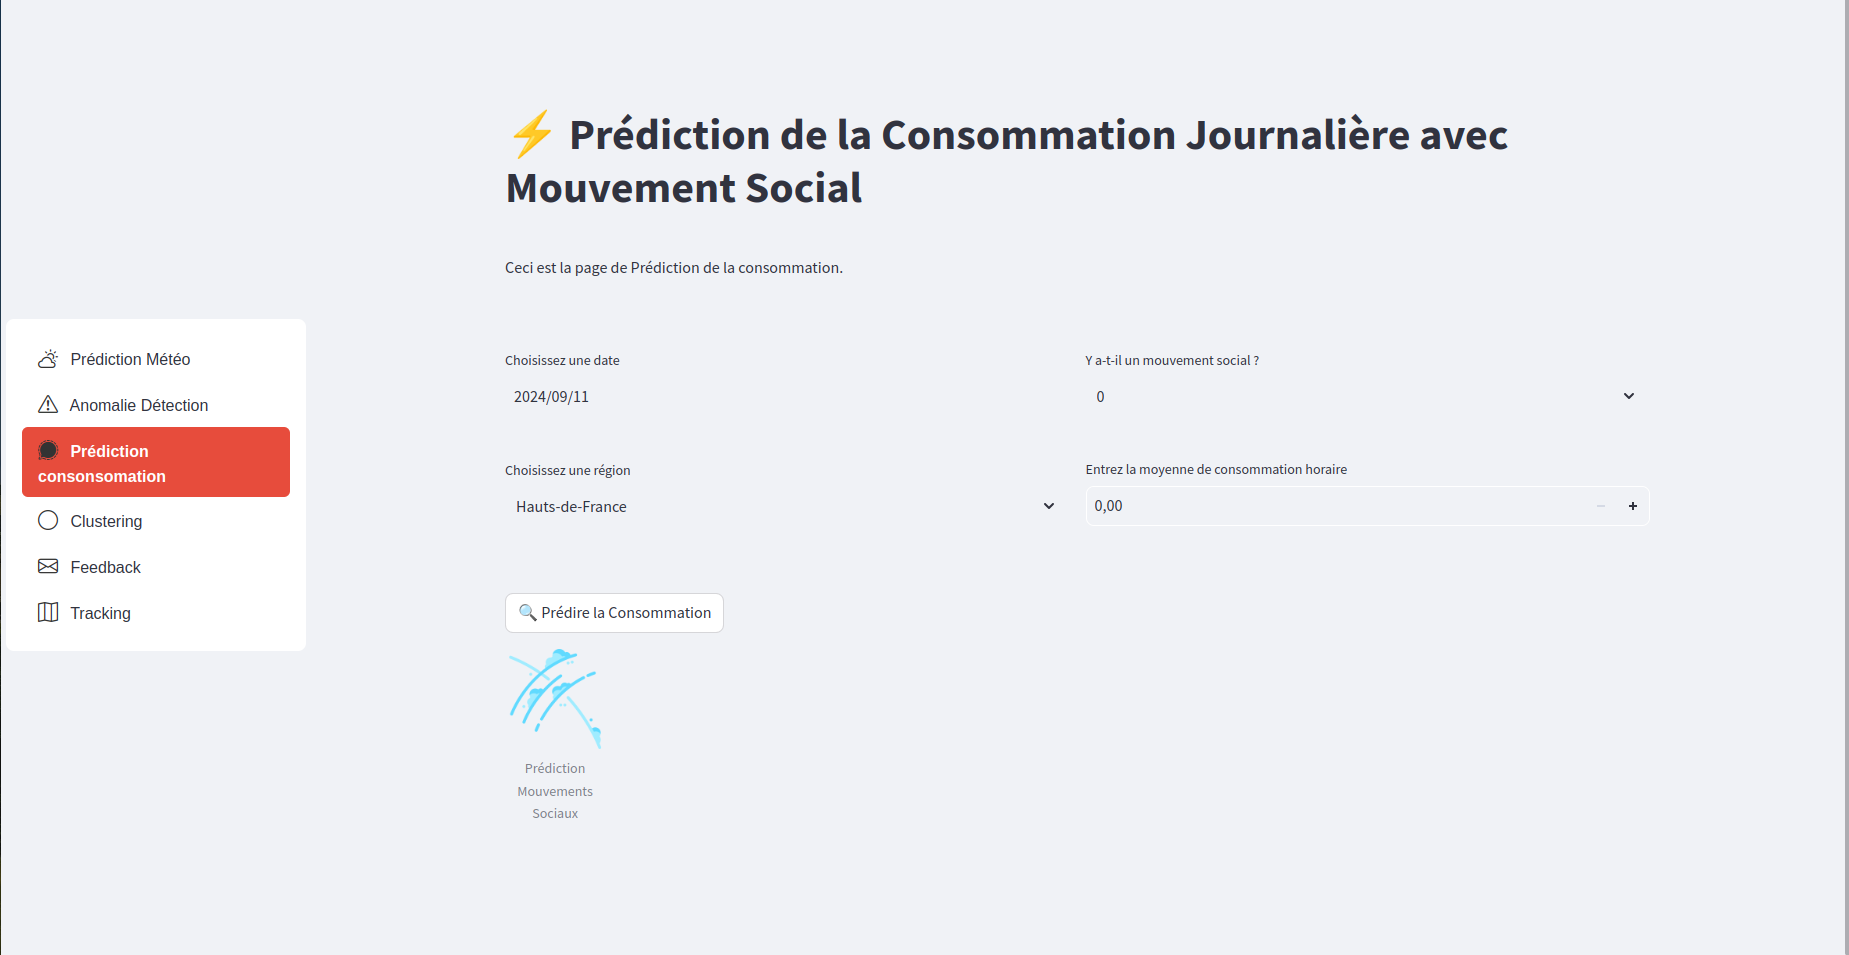 ⚡ Prédiction de la Consommation Journalière avec
Mouvement Social
Ceci est la page de Prédiction de la consommation.
Prédiction Météo
Anomalie Détection
Prédiction
consonsomation
Clustering
Feedback
Tracking
Choisissez une date
2024/09/11
Y a-t-il un mouvement social ?
0
Choisissez une région
Hauts-de-France
Entrez la moyenne de consommation horaire
0,00
🔍 Prédire la Consommation
Prédiction
Mouvements
Sociaux